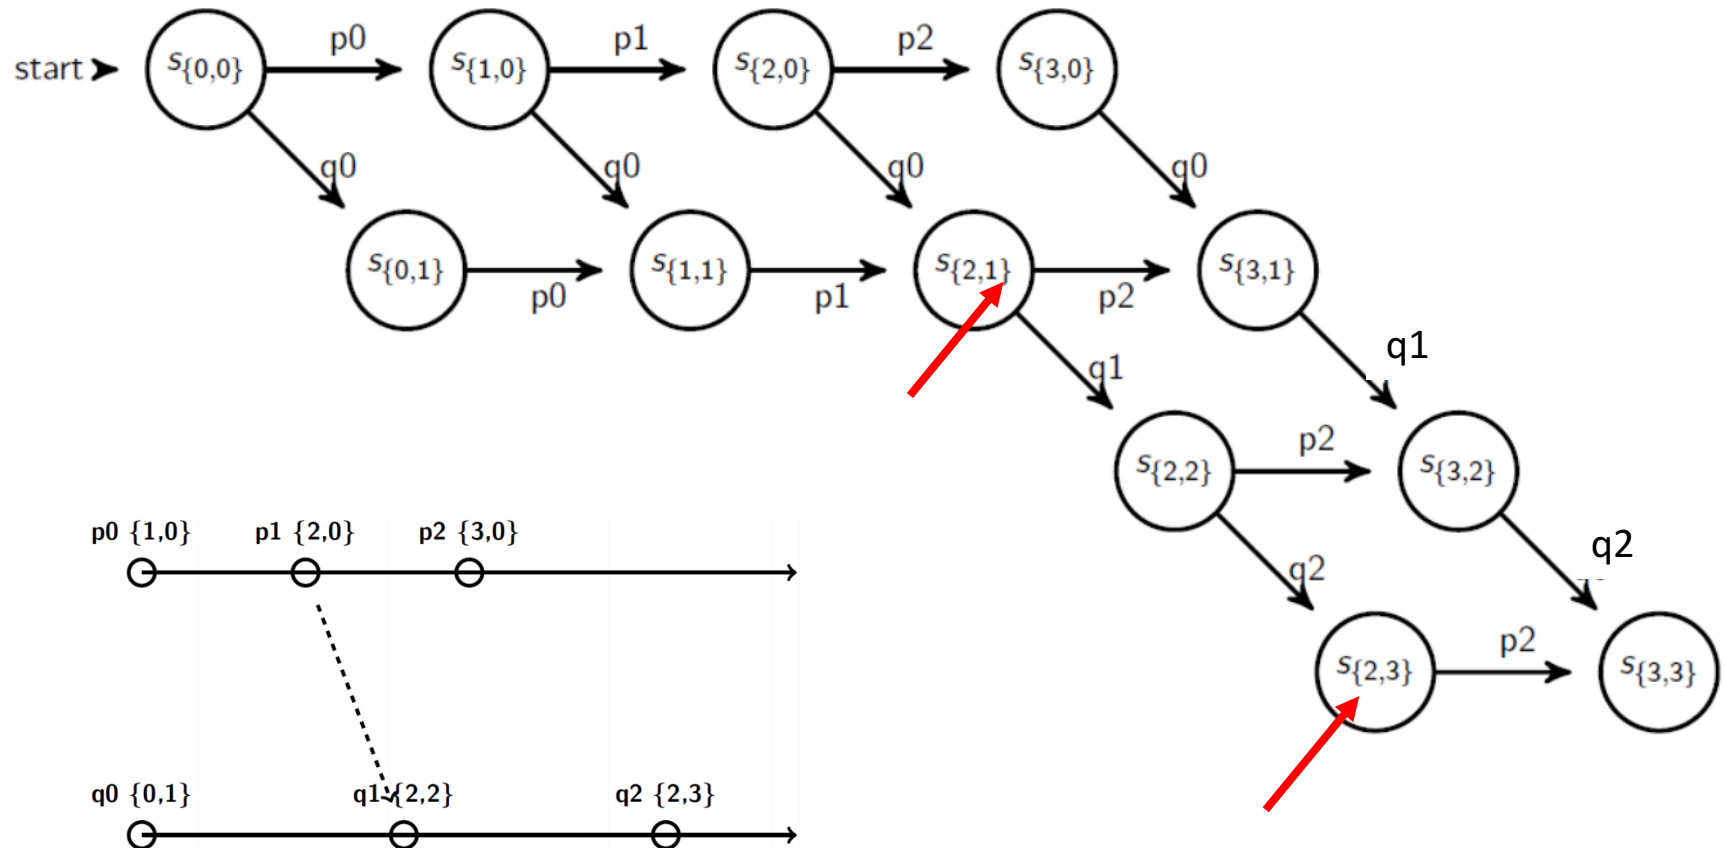 start p0 p1 p2
s{0,0} s{1,0} s{2,0} s{3,0}
q0 q0 q0 q0
s{0,1} s{1,1} s{2,1} s{3,1}
p0 p1 p2
q1 q1
p2
s{2,2} s{3,2}
p0 {1,0} p1 {2,0} p2 {3,0}
q2 q2
p2
s{2,3} s{3,3}
q0 {0,1} q1 {2,2} q2 {2,3}